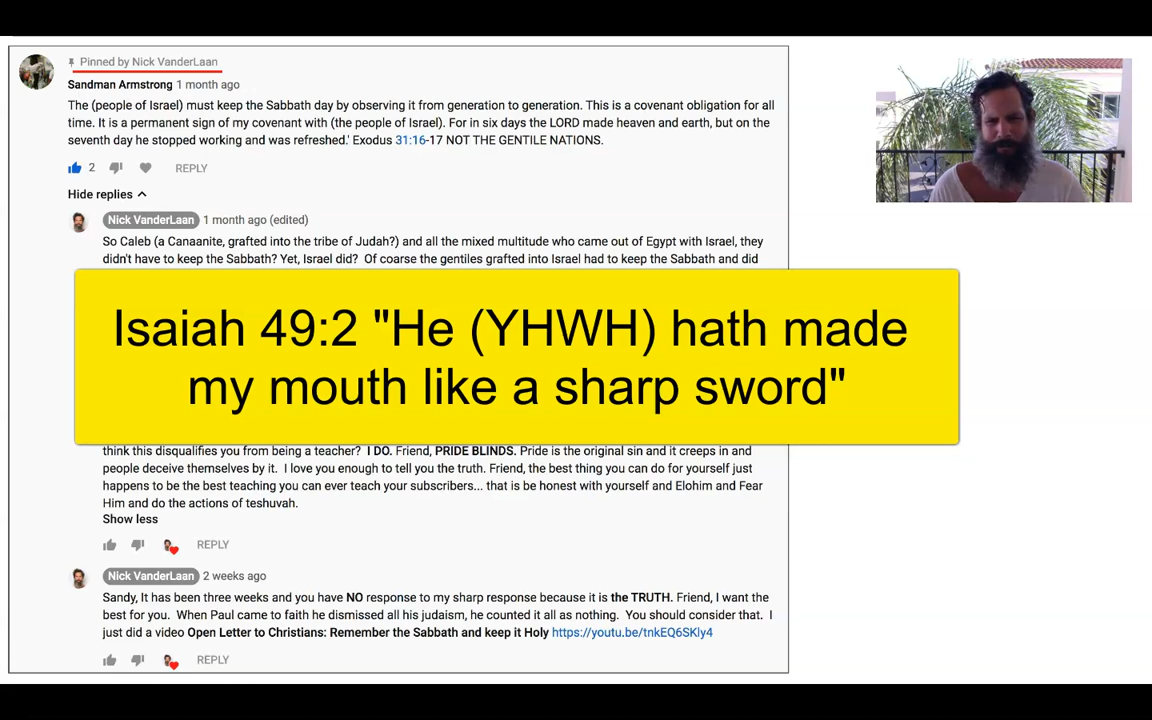 Pinned by Nick VanderLaan
Sandman Armstrong 1 month ago
The (people of Israel) must keep the Sabbath day by observing it from generation to generation. This is a covenant obligation for all
time. It is a permanent sign of my covenant with (the people of Israel). For in six days the LORD made heaven and earth, but on the
seventh day he stopped working and was refreshed.' Exodus 31:16-17 NOT THE GENTILE NATIONS.
2 REPLY
Hide replies
Nick VanderLaan 1 month ago (edited)
So Caleb (a Canaanite, grafted into the tribe of Judah?) and all the mixed multitude who came out of Egypt with Israel, they
didn't have to keep the Sabbath? Yet, Israel did? Of coarse the gentiles grafted into Israel had to keep the Sabbath and did
Isaiah 49:2 "He (YHWH) hath made
my mouth like a sharp sword"
think this disqualifies you from being a teacher? I DO. Friend, PRIDE BLINDS. Pride is the original sin and it creeps in and
people deceive themselves by it. I love you enough to tell you the truth. Friend, the best thing you can do for yourself just
happens to be the best teaching you can ever teach your subscribers... that is be honest with yourself and Elohim and Fear
Him and do the actions of teshuvah.
Show less
REPLY
Nick VanderLaan 2 weeks ago
Sandy, It has been three weeks and you have NO response to my sharp response because it is the TRUTH. Friend, I want the
best for you. When Paul came to faith he dismissed all his judaism, he counted it all as nothing. You should consider that. I
just did a video Open Letter to Christians: Remember the Sabbath and keep it Holy https://youtu.be/tnkEQ6SKly4
REPLY